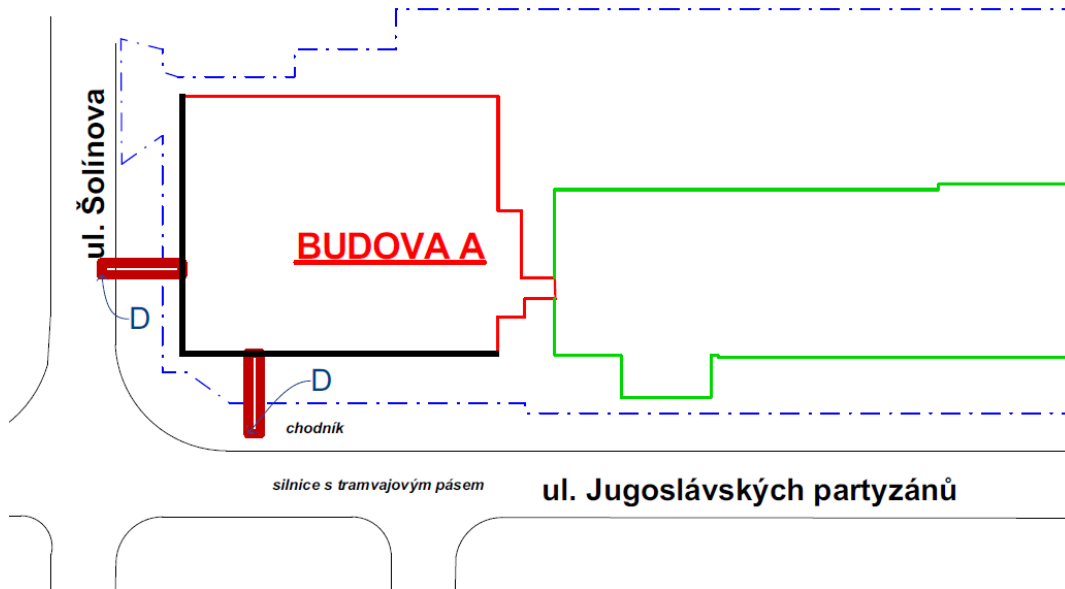 ul. Šolínova
BUDOVA A
D
D
chodník
silnice s tramvajovým pásem
ul. Jugoslávských partyzánů